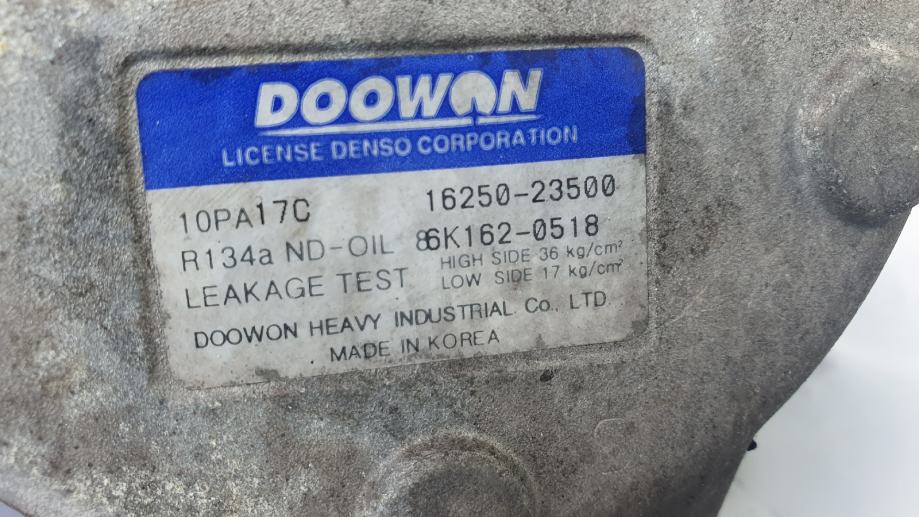 DOOWON
LICENSE DENSO CORPORATION
10PA17C 16250-23500
R134a ND-OIL 8 6K162-0518
LEAKAGE TEST HIGH SIDE 36 kg/cm²
LOW SIDE 17 kg/cm²
DOOWON HEAVY INDUSTRIAL Co., LTD.
MADE IN KOREA